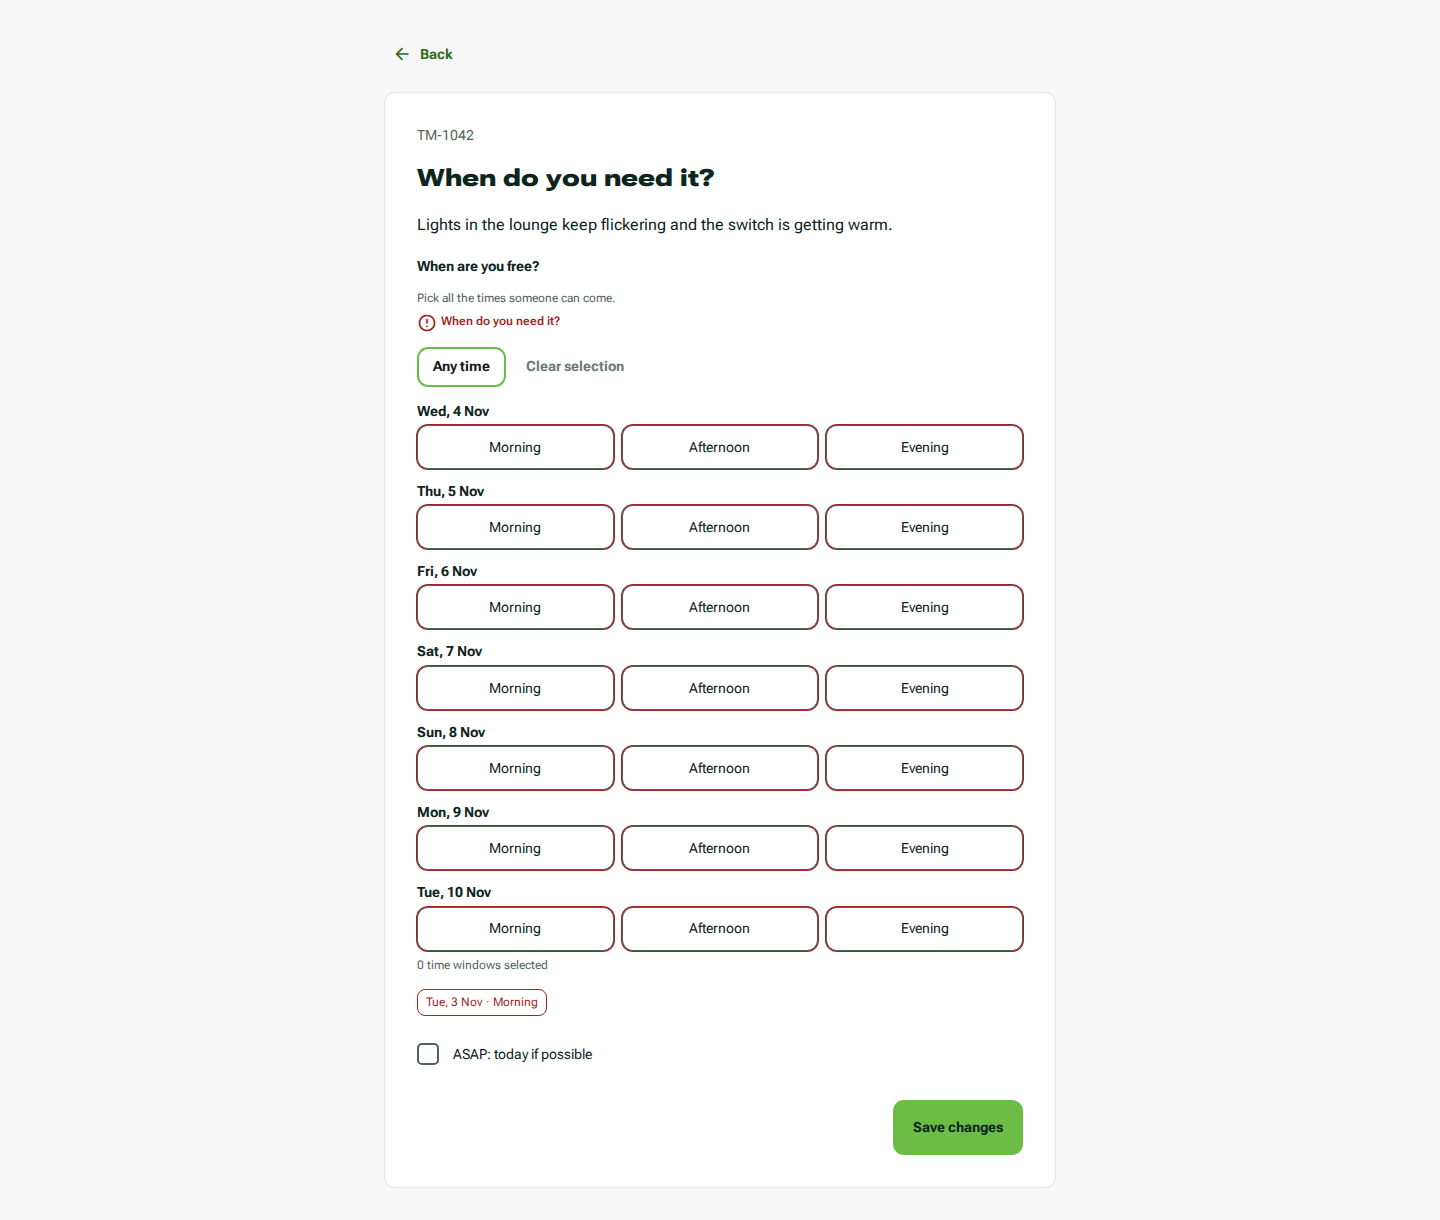 Back
TM-1042
When do you need it?
Lights in the lounge keep flickering and the switch is getting warm.
When are you free?
Pick all the times someone can come.
When do you need it?
Any time Clear selection
Wed, 4 Nov
Morning Afternoon Evening
Thu, 5 Nov
Morning Afternoon Evening
Fri, 6 Nov
Morning Afternoon Evening
Sat, 7 Nov
Morning Afternoon Evening
Sun, 8 Nov
Morning Afternoon Evening
Mon, 9 Nov
Morning Afternoon Evening
Tue, 10 Nov
Morning Afternoon Evening
0 time windows selected
Tue, 3 Nov · Morning
ASAP: today if possible
Save changes